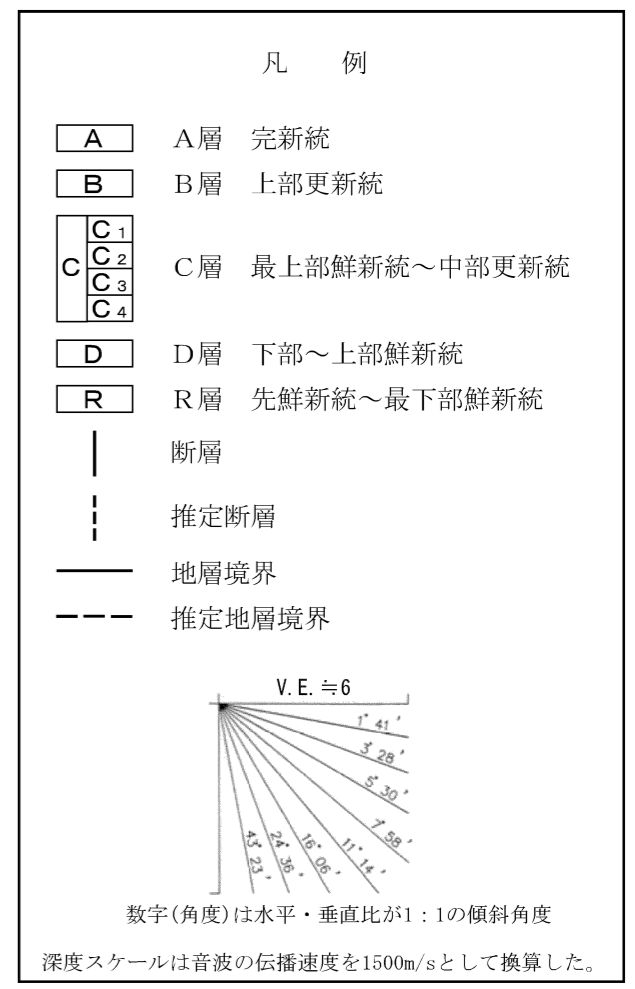 凡　例
A　A層　完新統
B　B層　上部更新統
C　C1　C2　C3　C4　C層　最上部鮮新統～中部更新統
D　D層　下部～上部鮮新統
R　R層　先鮮新統～最下部鮮新統
断層
推定断層
地層境界
推定地層境界
V.E.≒6
1°41′
3°28′
5°30′
7°58′
11°14′
16°06′
24°36′
43°23′
数字(角度)は水平・垂直比が1：1の傾斜角度
深度スケールは音波の伝播速度を1500m/sとして換算した。